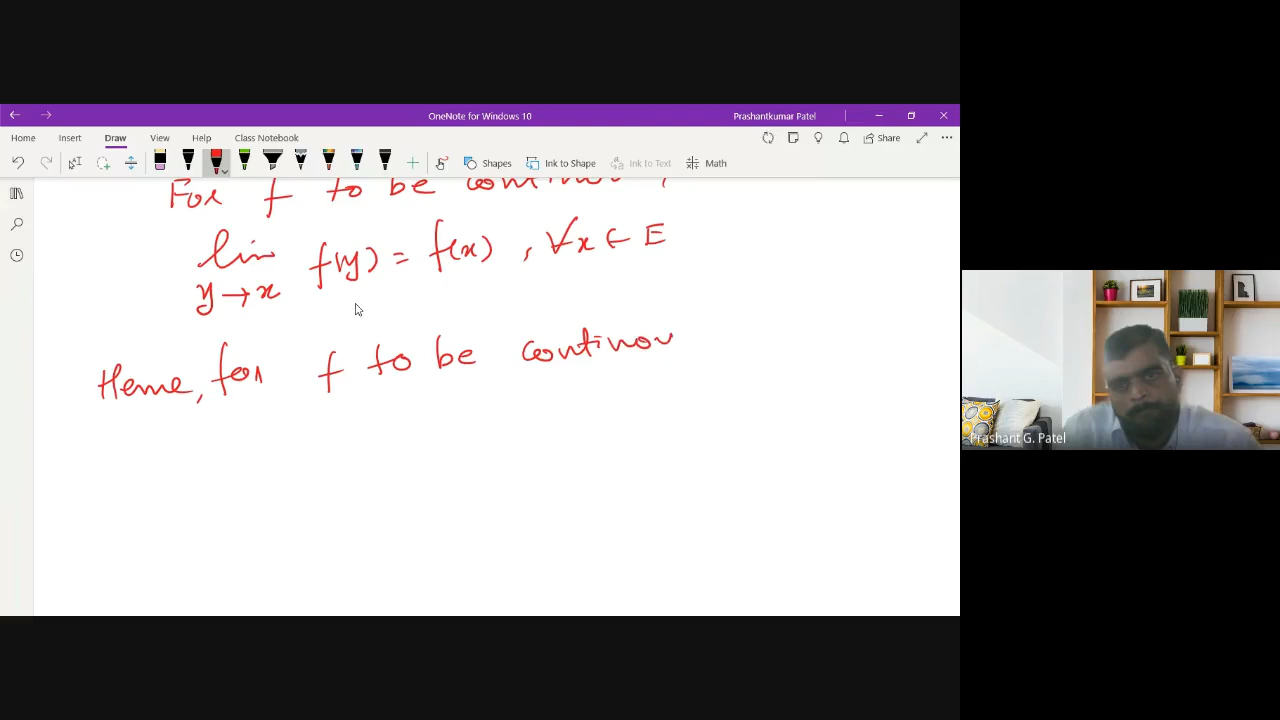 OneNote for Windows 10
Prashantkumar Patel
Home Insert Draw View Help Class Notebook
Share
Shapes Ink to Shape Ink to Text Math
For f to be
lim f(y) = f(x) , ∀x ∈ E
y → x
Hence, for f to be continou
Prashant G. Patel